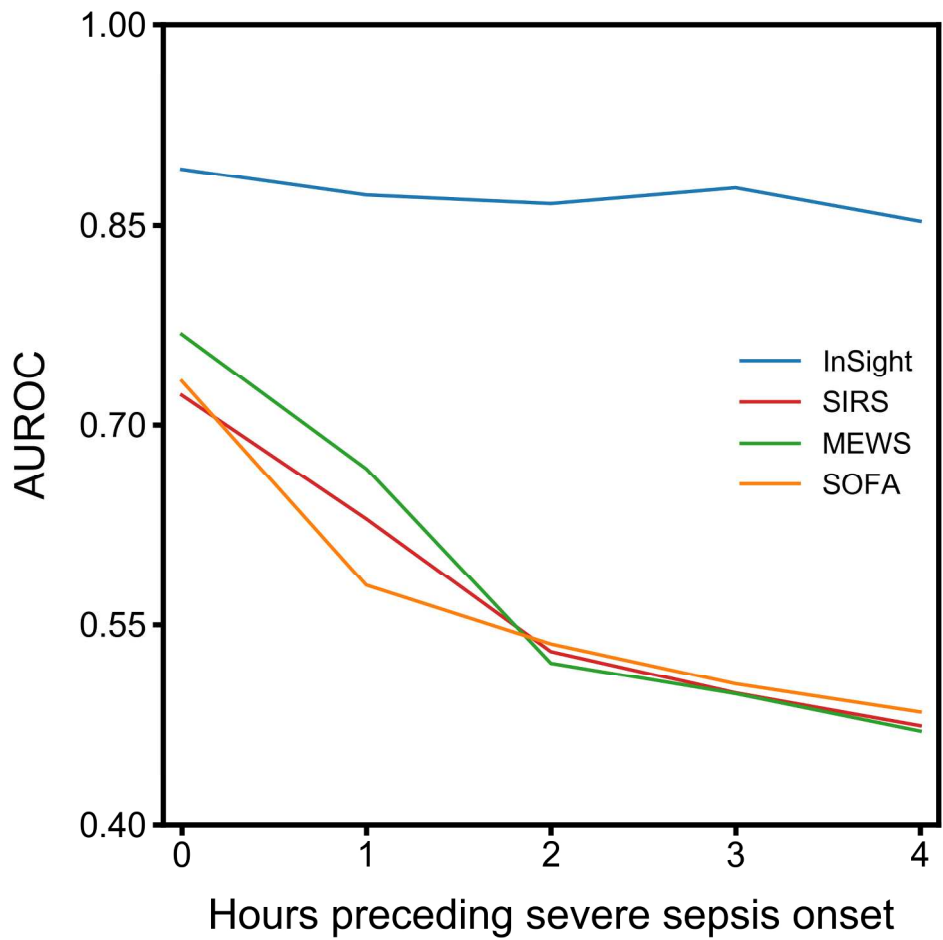 1.00
0.85
0.70
0.55
0.40
AUROC
InSight
SIRS
MEWS
SOFA
0 1 2 3 4
Hours preceding severe sepsis onset